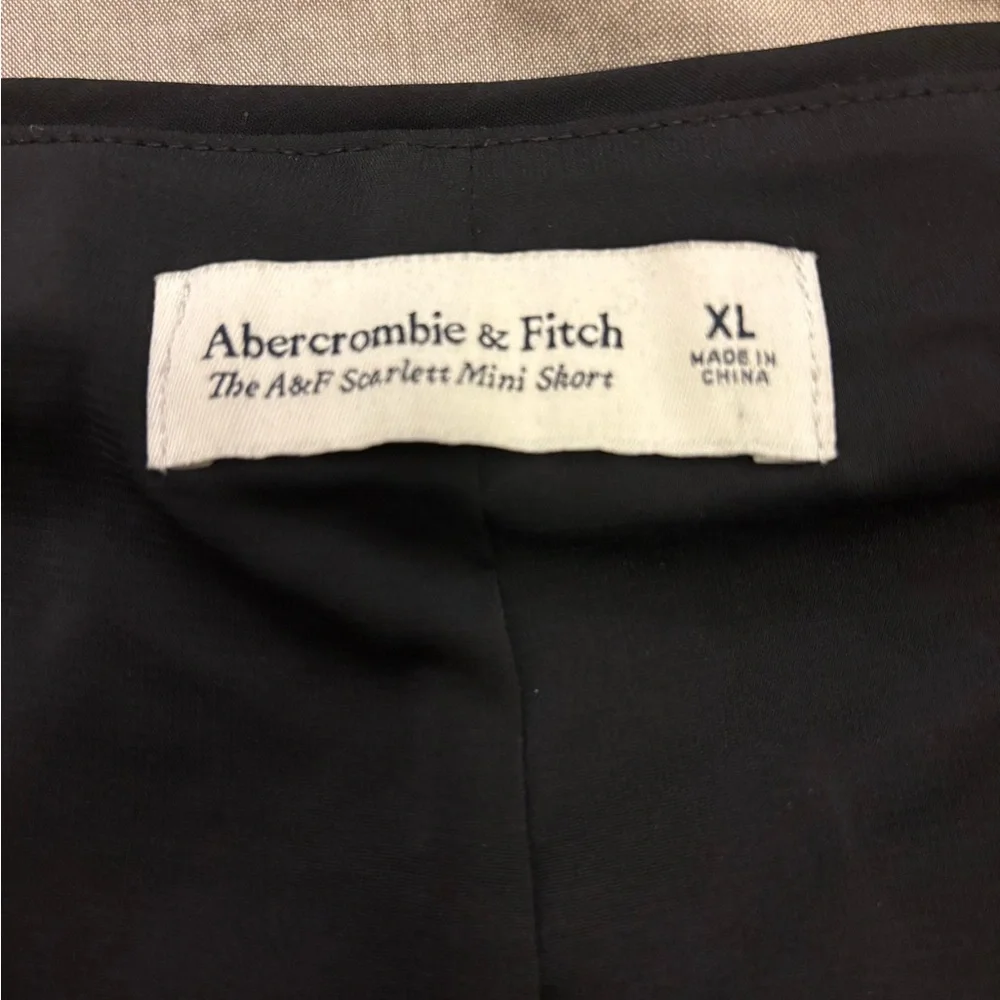 Abercrombie & Fitch
The A&F Scarlett Mini Short
XL
MADE IN
CHINA